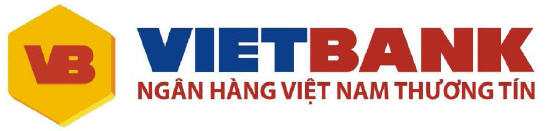 VB
VIETBANK
NGÂN HÀNG VIỆT NAM THƯƠNG TÍN